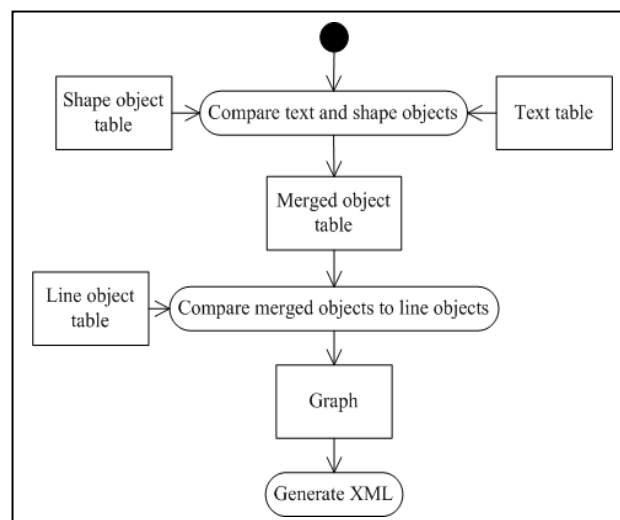 Shape object
table
Compare text and shape objects
Text table
Merged object
table
Line object
table
Compare merged objects to line objects
Graph
Generate XML